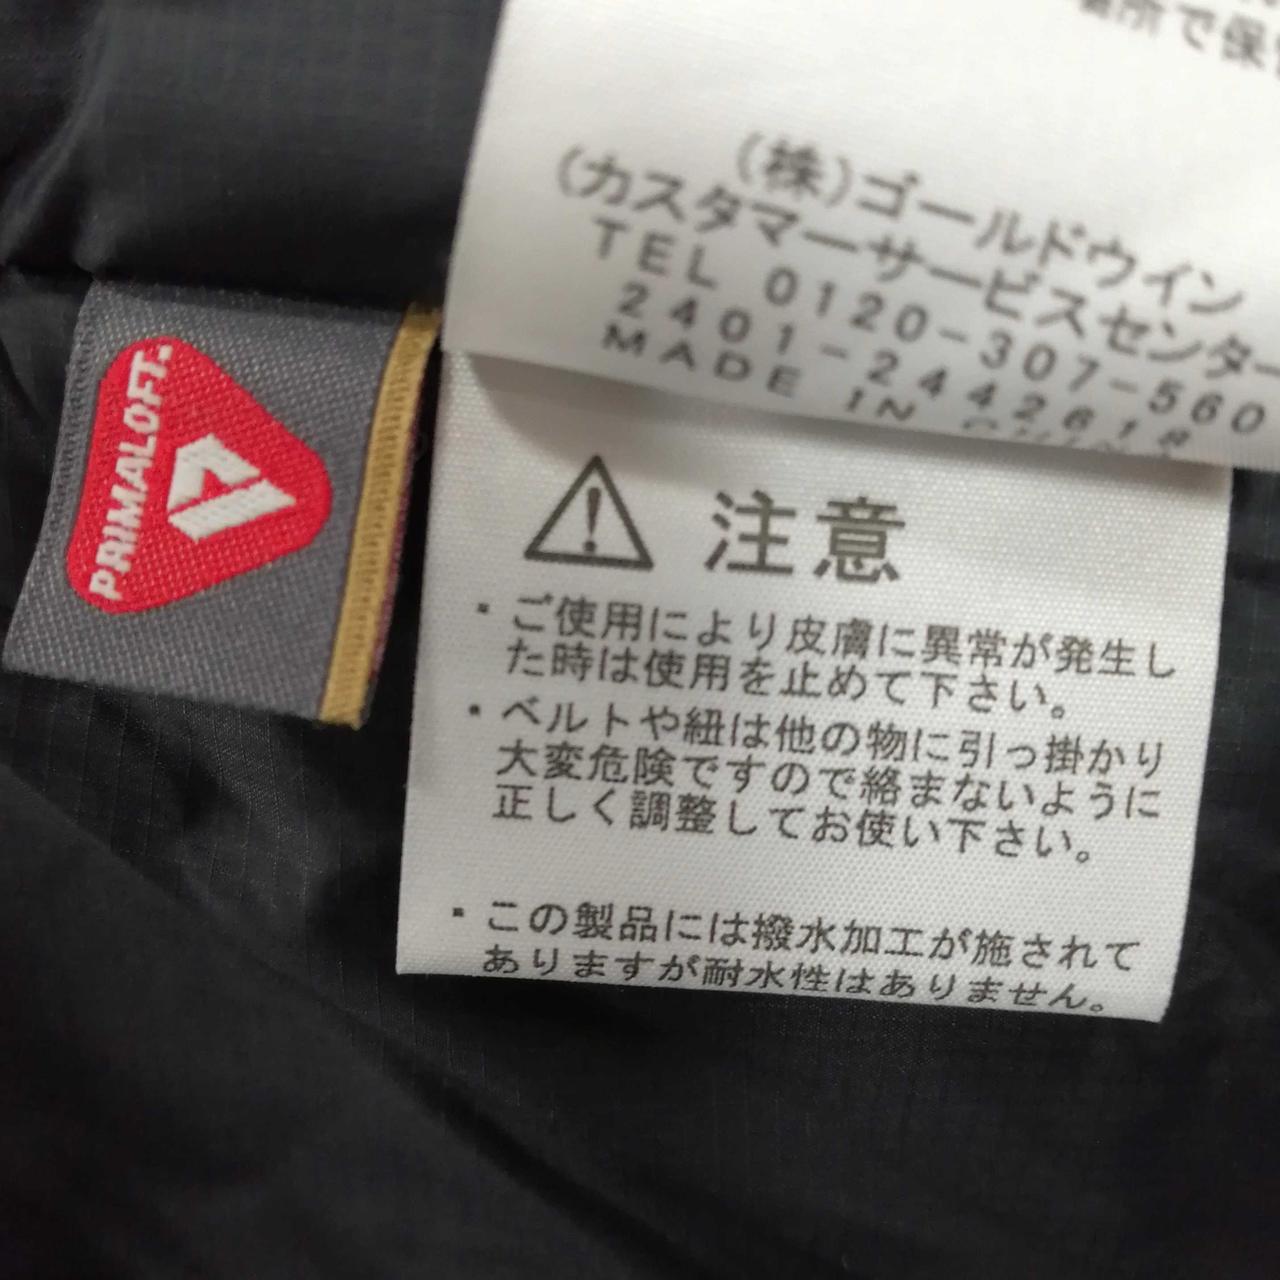 場所で保
(株)ゴールドウイン
(カスタマーサービスセンター
TEL 0120-307-560
2401-2442618
MADE IN
PRIMALOFT
注意
・ご使用により皮膚に異常が発生し
た時は使用を止めて下さい。
・ベルトや紐は他の物に引っ掛かり
大変危険ですので絡まないように
正しく調整してお使い下さい。
・この製品には撥水加工が施されて
ありますが耐水性はありません。